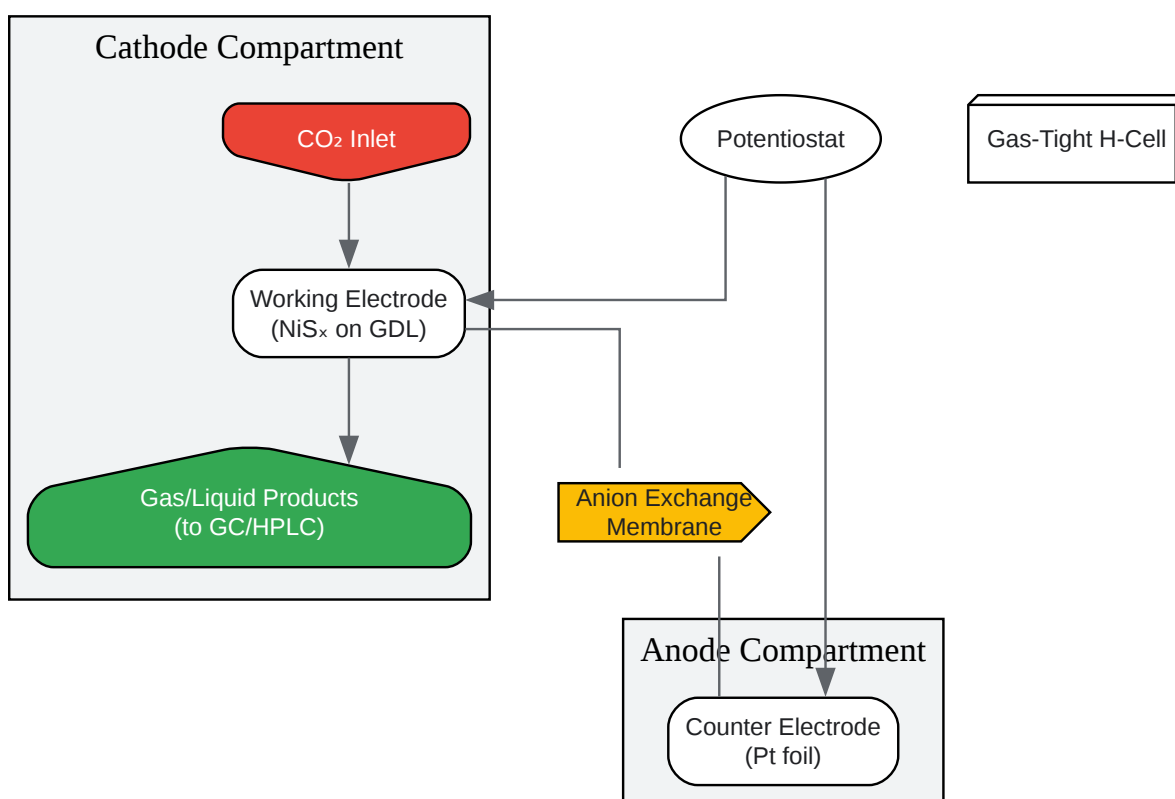 Cathode Compartment
CO₂ Inlet
Potentiostat
Gas-Tight H-Cell
Working Electrode
(NiSₓ on GDL)
Gas/Liquid Products
(to GC/HPLC)
Anion Exchange
Membrane
Anode Compartment
Counter Electrode
(Pt foil)